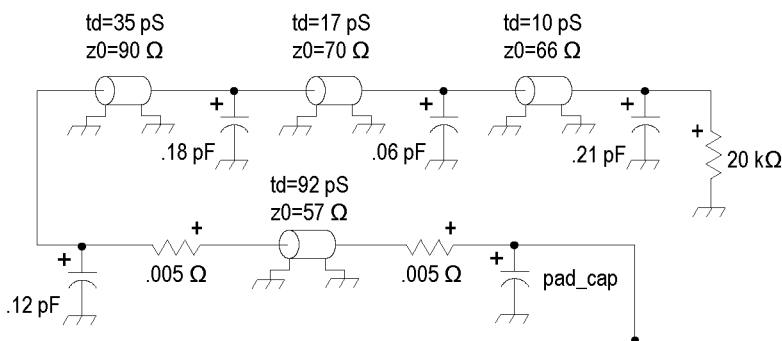 td=35 pS
z0=90 Ω
td=17 pS
z0=70 Ω
td=10 pS
z0=66 Ω
+
+
+
+
.18 pF
.06 pF
.21 pF
20 kΩ
td=92 pS
z0=57 Ω
+
+
+
+
.005 Ω
.005 Ω
pad_cap
.12 pF